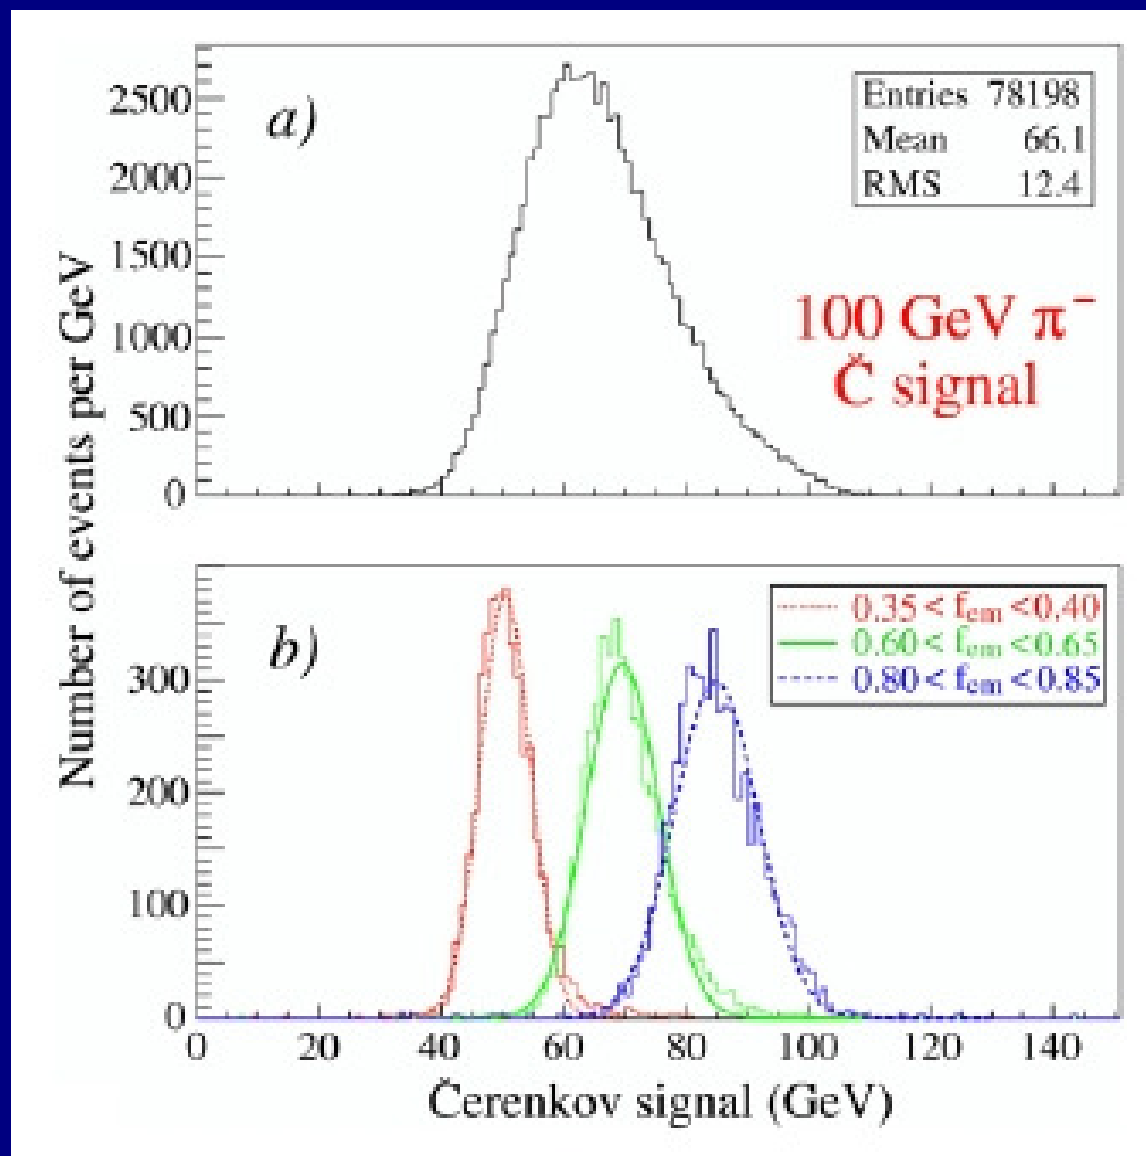 Number of events per GeV
2500
2000
1500
1000
500
0
a)
Entries 78198
Mean 66.1
RMS 12.4
100 GeV π⁻
Č signal
300
200
100
0
b)
0.35 < f_em < 0.40
0.60 < f_em < 0.65
0.80 < f_em < 0.85
0 20 40 60 80 100 120 140
Čerenkov signal (GeV)